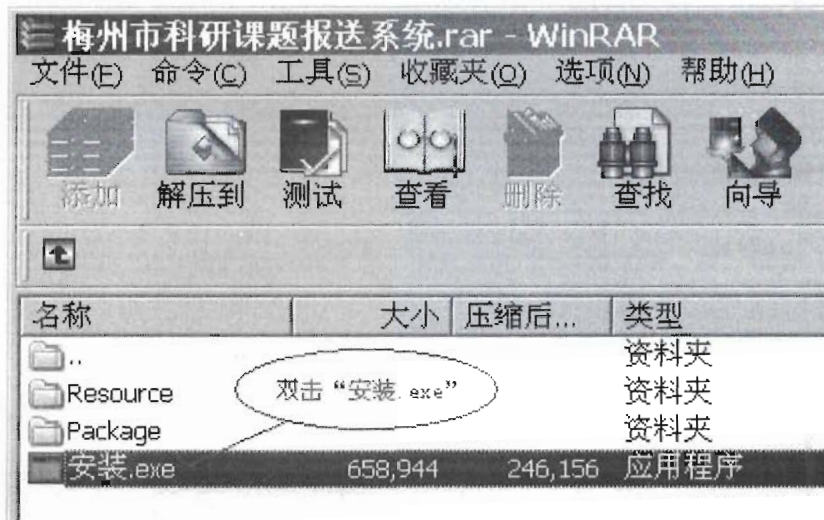 梅州市科研课题报送系统.rar - WinRAR
文件(F) 命令(C) 工具(S) 收藏夹(O) 选项(N) 帮助(H)
添加 解压到 测试 查看 删除 查找 向导
名称 大小 压缩后... 类型
.. 资料夹
Resource 资料夹
双击“安装.exe”
Package 资料夹
安装.exe 658,944 246,156 应用程序